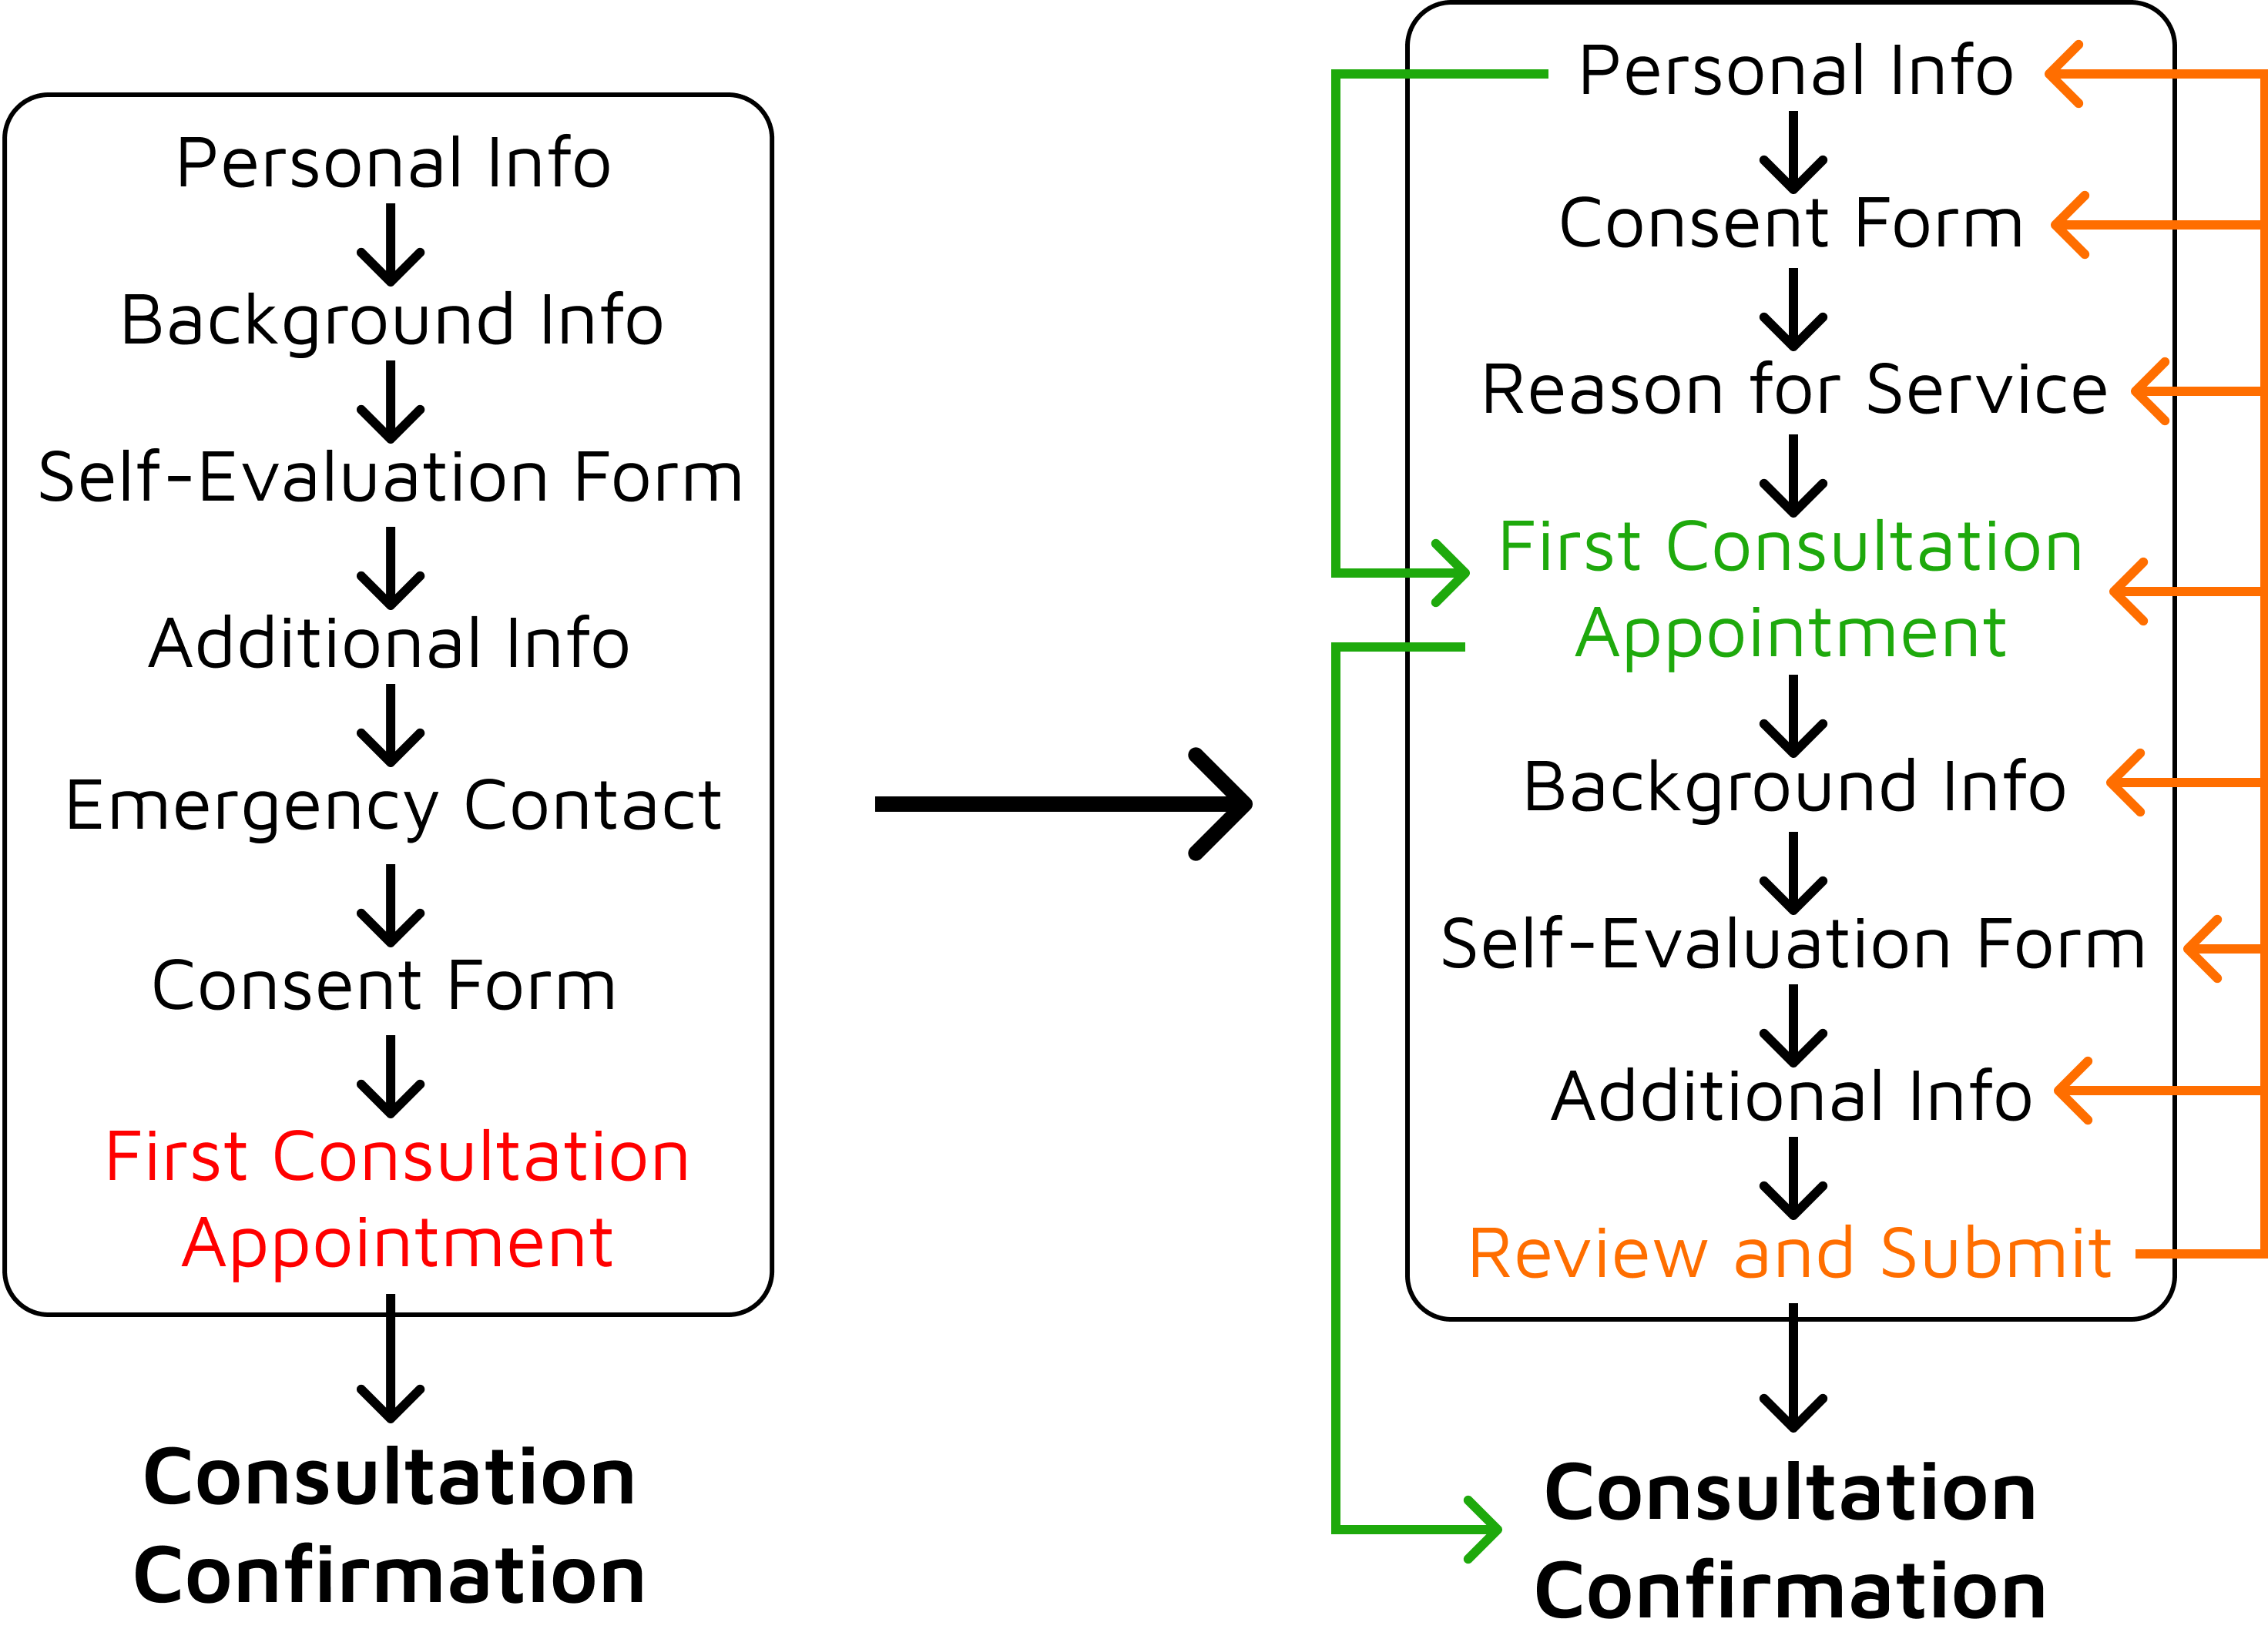 Personal Info
Background Info
Self-Evaluation Form
Additional Info
Emergency Contact
Consent Form
First Consultation
Appointment
Consultation
Confirmation
Personal Info
Consent Form
Reason for Service
First Consultation
Appointment
Background Info
Self-Evaluation Form
Additional Info
Review and Submit
Consultation
Confirmation